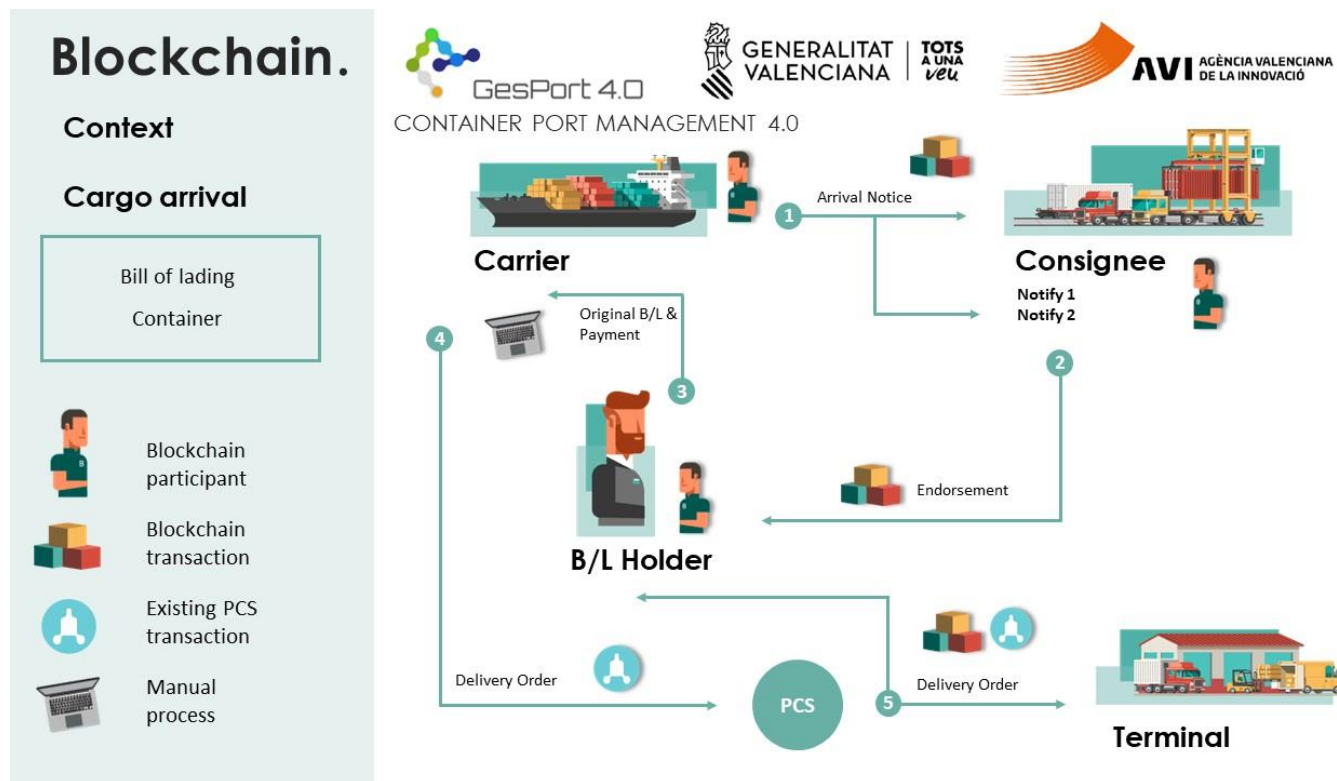 Blockchain.
Context
Cargo arrival
Bill of lading
Container
Blockchain
participant
Blockchain
transaction
Existing PCS
transaction
Manual
process
GesPort 4.0
CONTAINER PORT MANAGEMENT 4.0
GENERALITAT
VALENCIANA
TOTS
A UNA
veu
AVI
AGÈNCIA VALENCIANA
DE LA INNOVACIÓ
Carrier
1
Arrival Notice
Consignee
Notify 1
Notify 2
4
Original B/L &
Payment
3
2
B/L Holder
Endorsement
Delivery Order
PCS
5
Delivery Order
Terminal